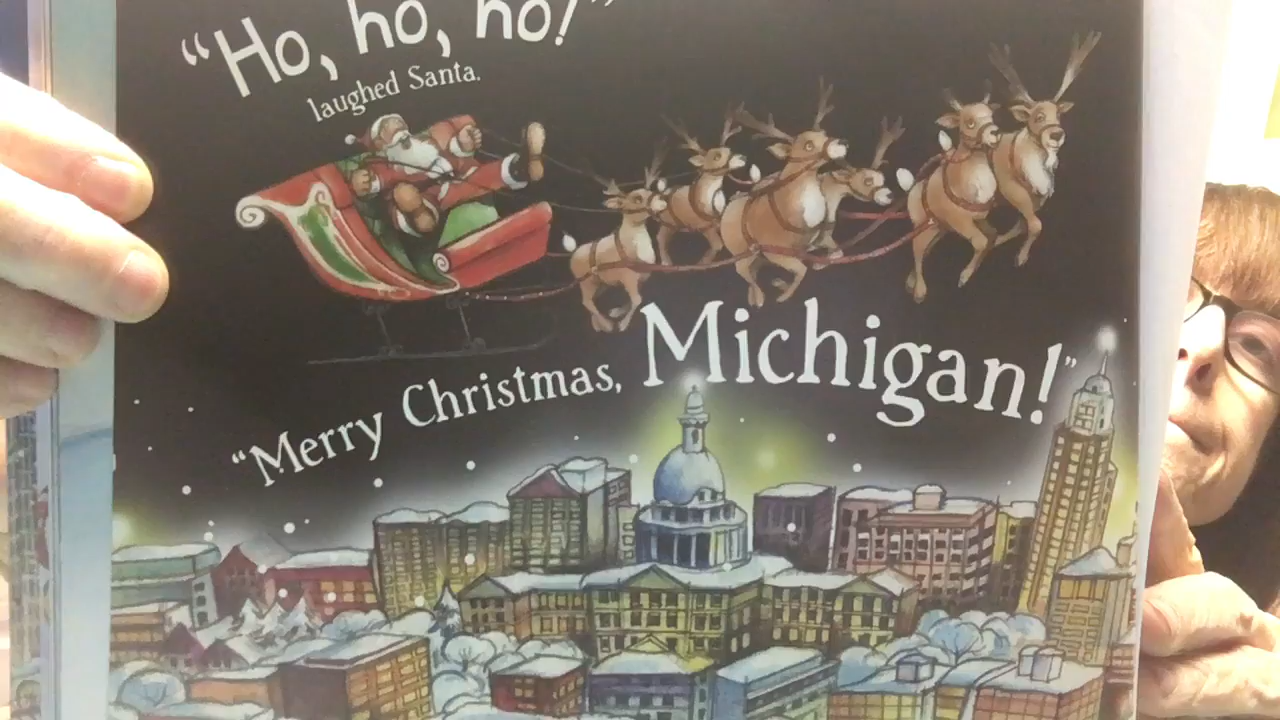 “Ho, ho, ho!”
laughed Santa.
“Merry Christmas, Michigan!”